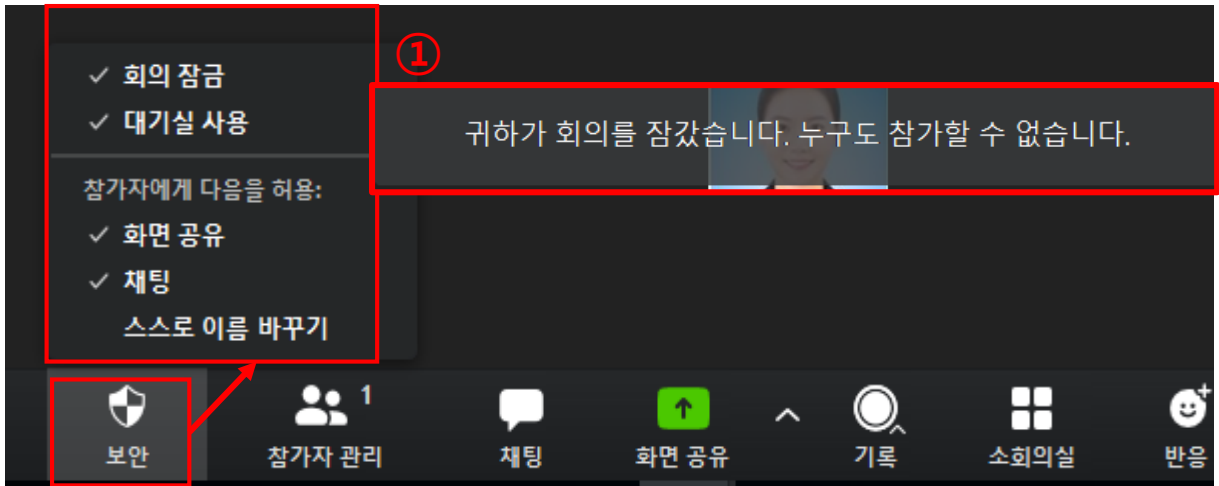 회의 잠금
대기실 사용
참가자에게 다음을 허용:
화면 공유
채팅
스스로 이름 바꾸기
①
귀하가 회의를 잠갔습니다. 누구도 참가할 수 없습니다.
보안
1
참가자 관리
채팅
화면 공유
기록
소회의실
반응